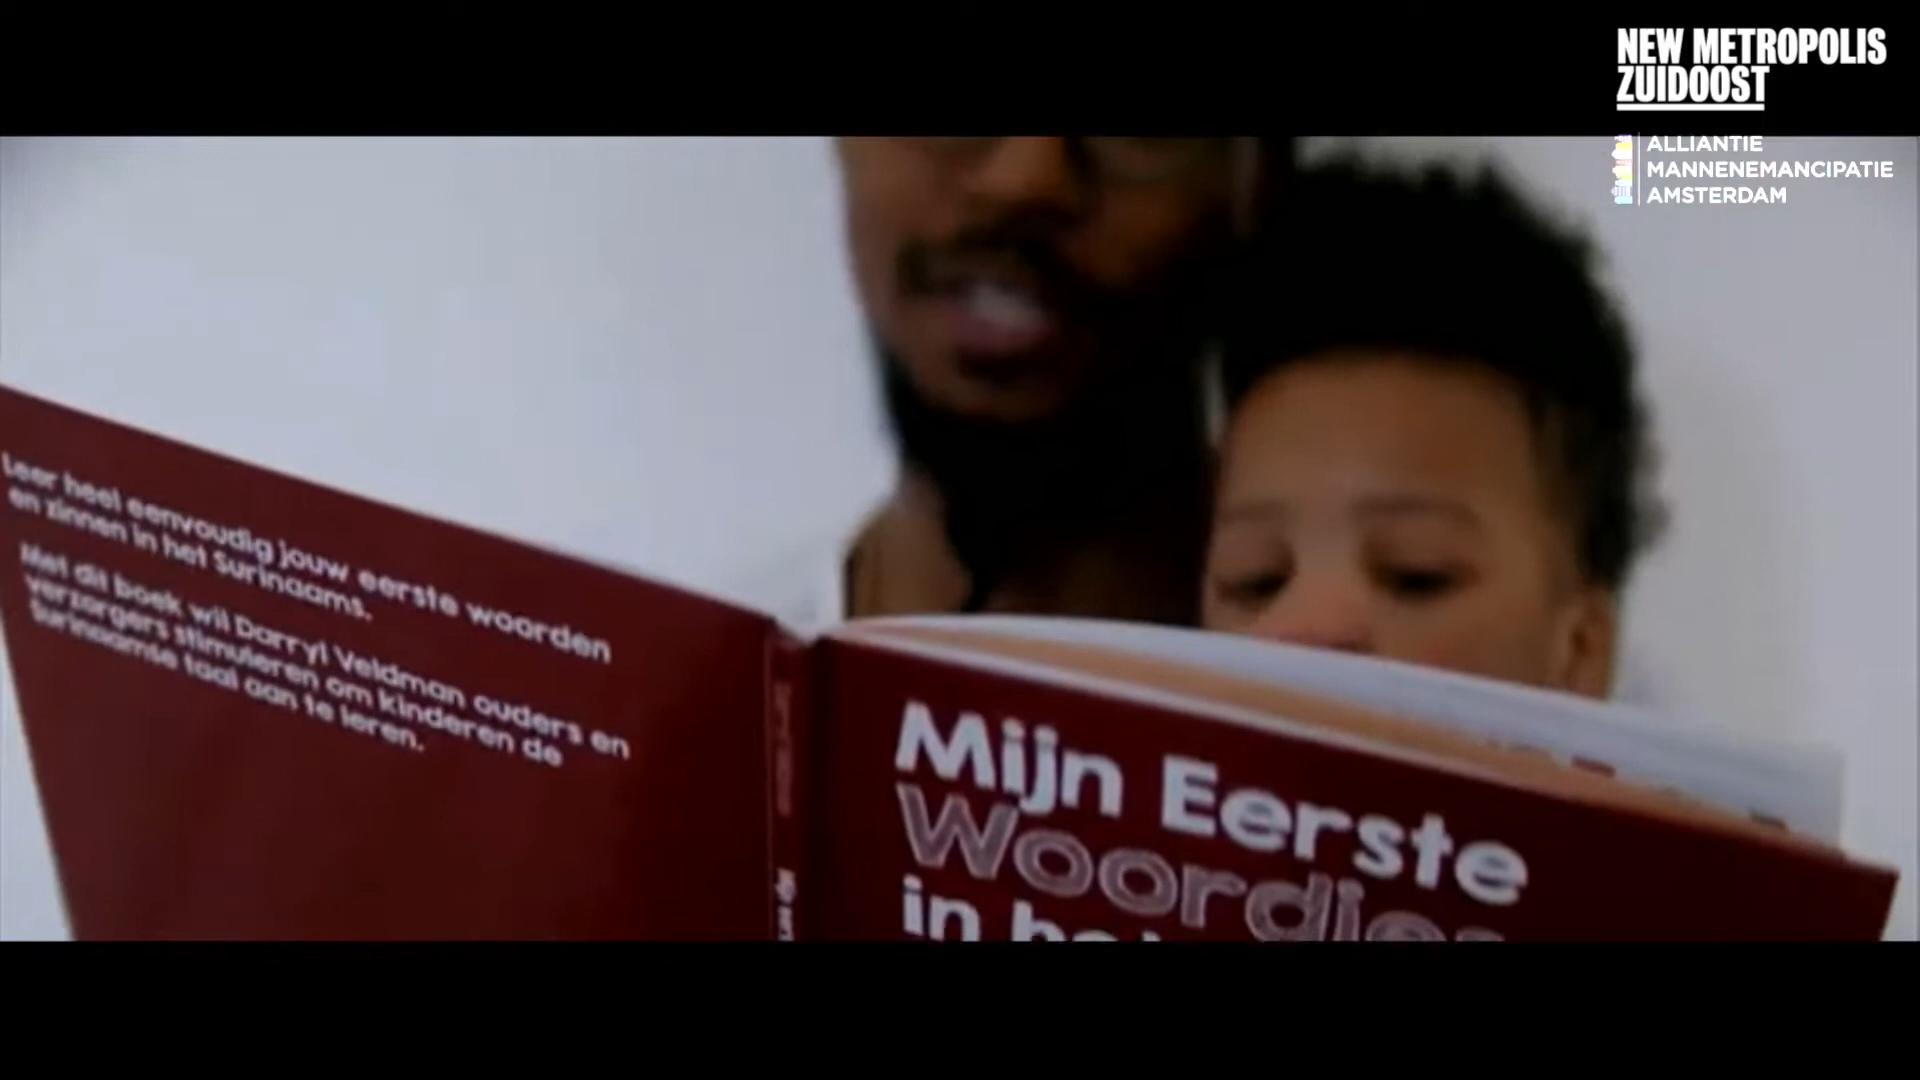 NEW METROPOLIS
ZUIDOOST
ALLIANTIE
MANNENEMANCIPATIE
AMSTERDAM
Leer heel eenvoudig jouw eerste woorden
en zinnen in het Surinaams.
Met dit boek wil Darryl Veldman ouders en
verzorgers stimuleren om kinderen de
Surinaamse taal aan te leren.
Mijn Eerste
Woordjes
in het